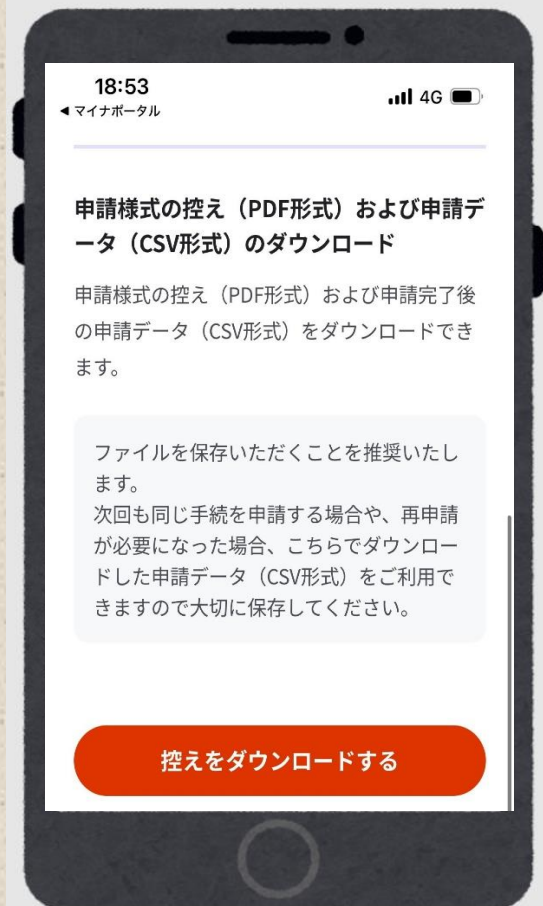 18:53
4G
◀ マイナポータル
申請様式の控え（PDF形式）および申請デ
ータ（CSV形式）のダウンロード
申請様式の控え（PDF形式）および申請完了後
の申請データ（CSV形式）をダウンロードでき
ます。
ファイルを保存いただくことを推奨いたし
ます。
次回も同じ手続を申請する場合や、再申請
が必要になった場合、こちらでダウンロー
ドした申請データ（CSV形式）をご利用で
きますので大切に保存してください。
控えをダウンロードする